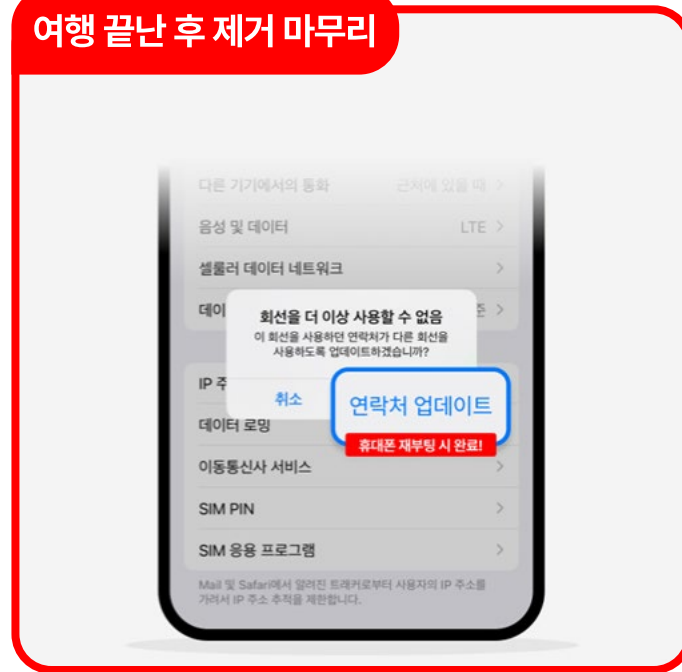 여행 끝난 후 제거 마무리
다른 기기에서의 통화 근처에 있을 때 >
음성 및 데이터 LTE >
셀룰러 데이터 네트워크 >
데이 준 >
회선을 더 이상 사용할 수 없음
이 회선을 사용하던 연락처가 다른 회선을
사용하도록 업데이트하겠습니까?
IP 주
취소 연락처 업데이트
데이터 로밍
휴대폰 재부팅 시 완료!
이동통신사 서비스 >
SIM PIN >
SIM 응용 프로그램 >
Mail 및 Safari에서 알려진 트래커로부터 사용자의 IP 주소를
가려서 IP 주소 추적을 제한합니다.